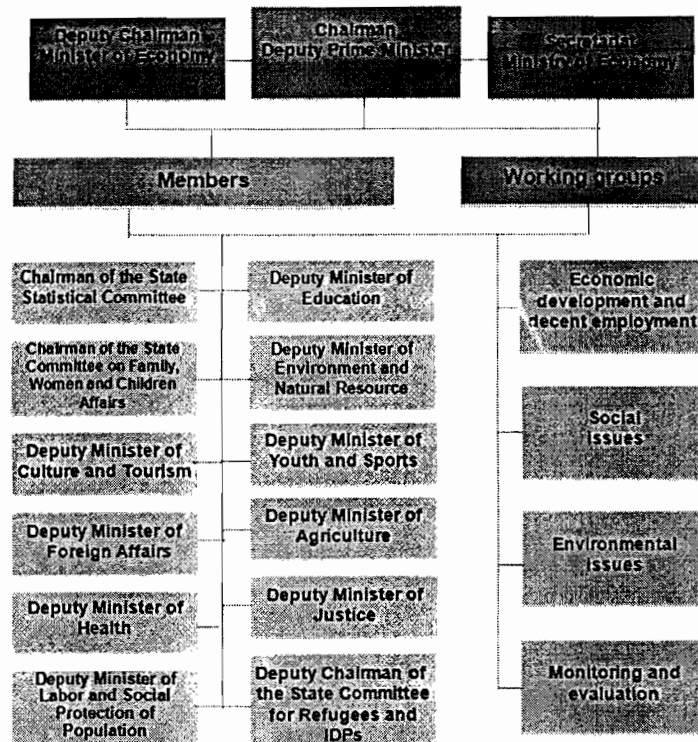 Deputy Chairman
Minister of Economy
Chairman
Deputy Prime Minister
Secretariat
Ministry of Economy
Members
Working groups
Chairman of the State
Statistical Committee
Deputy Minister of
Education
Economic
development and
decent employment
Chairman of the State
Committee on Family,
Women and Children
Affairs
Deputy Minister of
Environment and
Natural Resource
Social
issues
Deputy Minister of
Culture and Tourism
Deputy Minister of
Youth and Sports
Deputy Minister of
Foreign Affairs
Deputy Minister of
Agriculture
Environmental
issues
Deputy Minister of
Health
Deputy Minister of
Justice
Deputy Minister of
Labor and Social
Protection of
Population
Deputy Chairman of
the State Committee
for Refugees and
IDPs
Monitoring and
evaluation